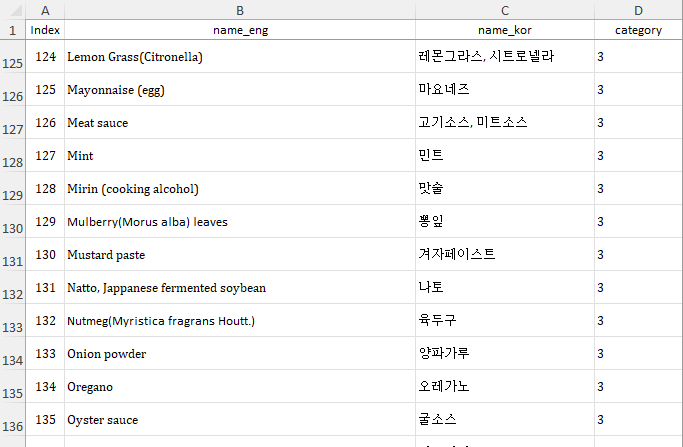 A B C D
1 Index name_eng name_kor category
125 124 Lemon Grass(Citronella) 레몬그라스, 시트로넬라 3
126 125 Mayonnaise (egg) 마요네즈 3
127 126 Meat sauce 고기소스, 미트소스 3
128 127 Mint 민트 3
129 128 Mirin (cooking alcohol) 맛술 3
130 129 Mulberry(Morus alba) leaves 뽕잎 3
131 130 Mustard paste 겨자페이스트 3
132 131 Natto, Jappanese fermented soybean 나토 3
133 132 Nutmeg(Myristica fragrans Houtt.) 육두구 3
134 133 Onion powder 양파가루 3
135 134 Oregano 오레가노 3
136 135 Oyster sauce 굴소스 3